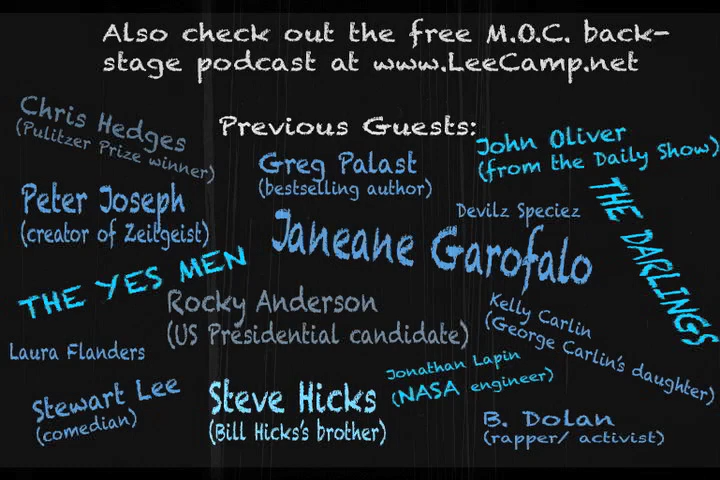 Also check out the free M.O.C. back-
stage podcast at www.LeeCamp.net
Previous Guests:
Chris Hedges
(Pulitzer Prize winner)
Greg Palast
(bestselling author)
John Oliver
(from the Daily Show)
Peter Joseph
(creator of Zeitgeist)
Devilz Speciez
Janeane Garofalo
THE DARLINGS
THE YES MEN
Rocky Anderson
(US Presidential candidate)
Kelly Carlin
(George Carlin's daughter)
Laura Flanders
Jonathan Lapin
(NASA engineer)
Stewart Lee
(comedian)
Steve Hicks
(Bill Hicks's brother)
B. Dolan
(rapper/ activist)